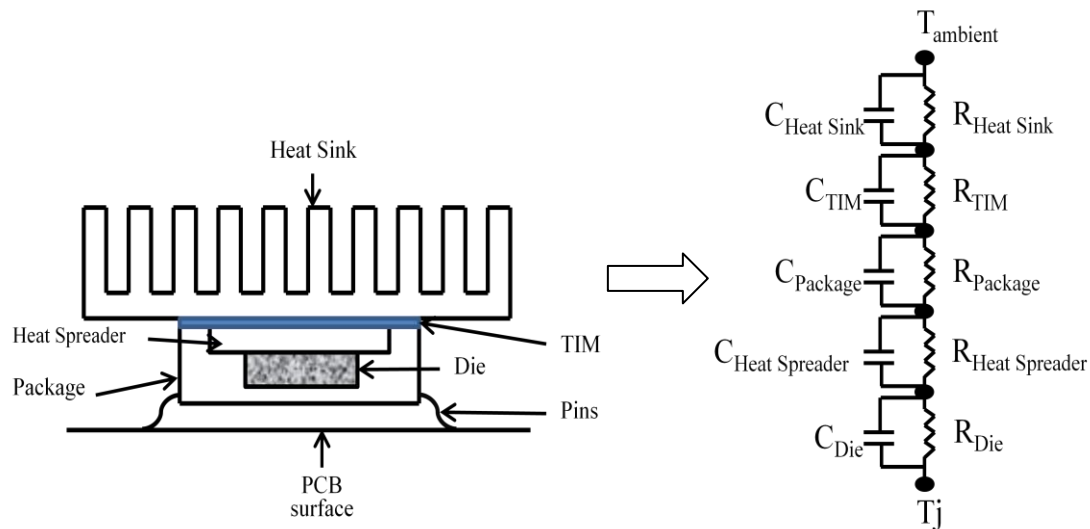 Heat Sink
Heat Spreader
Package
TIM
Die
Pins
PCB
surface
T ambient
C Heat Sink
R Heat Sink
C TIM
R TIM
C Package
R Package
C Heat Spreader
R Heat Spreader
C Die
R Die
Tj